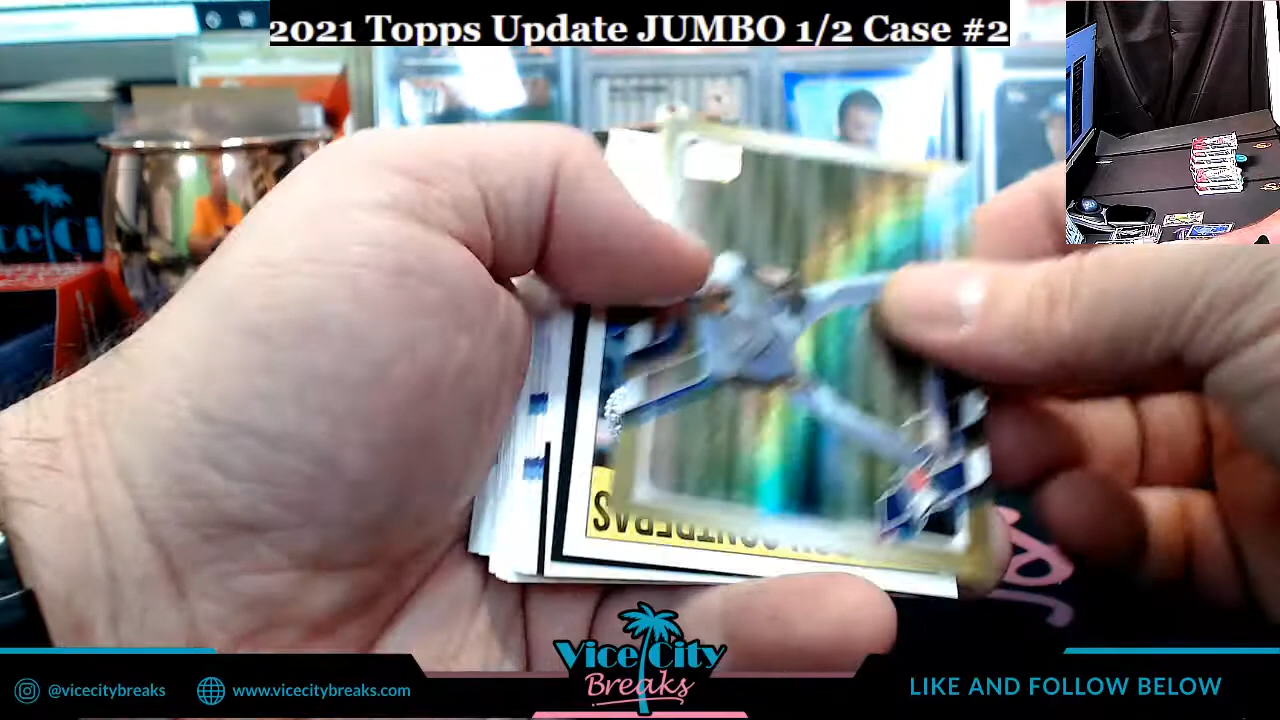 2021 Topps Update JUMBO 1/2 Case #2
Vice City
Breaks
@vicecitybreaks
www.vicecitybreaks.com
LIKE AND FOLLOW BELOW